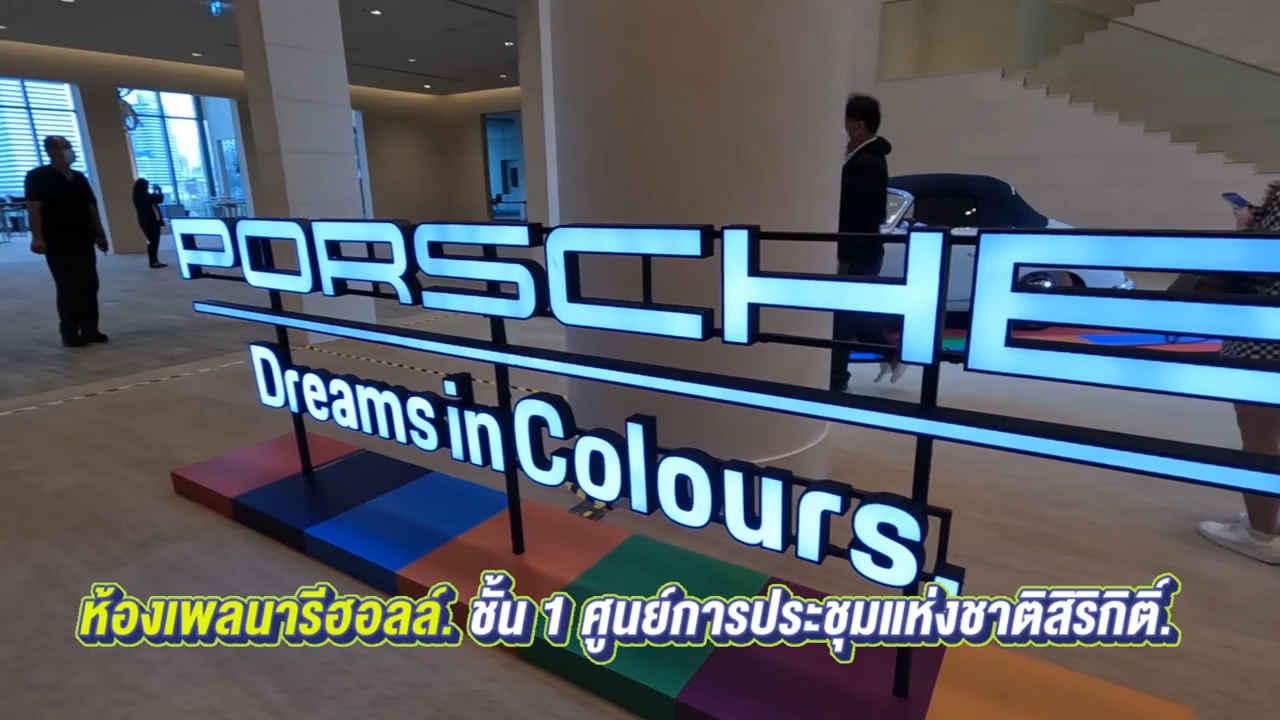 PORSCHE
Dreams in Colours.
ห้องเพลนารีฮอลล์. ชั้น 1 ศูนย์การประชุมแห่งชาติสิริกิติ์.